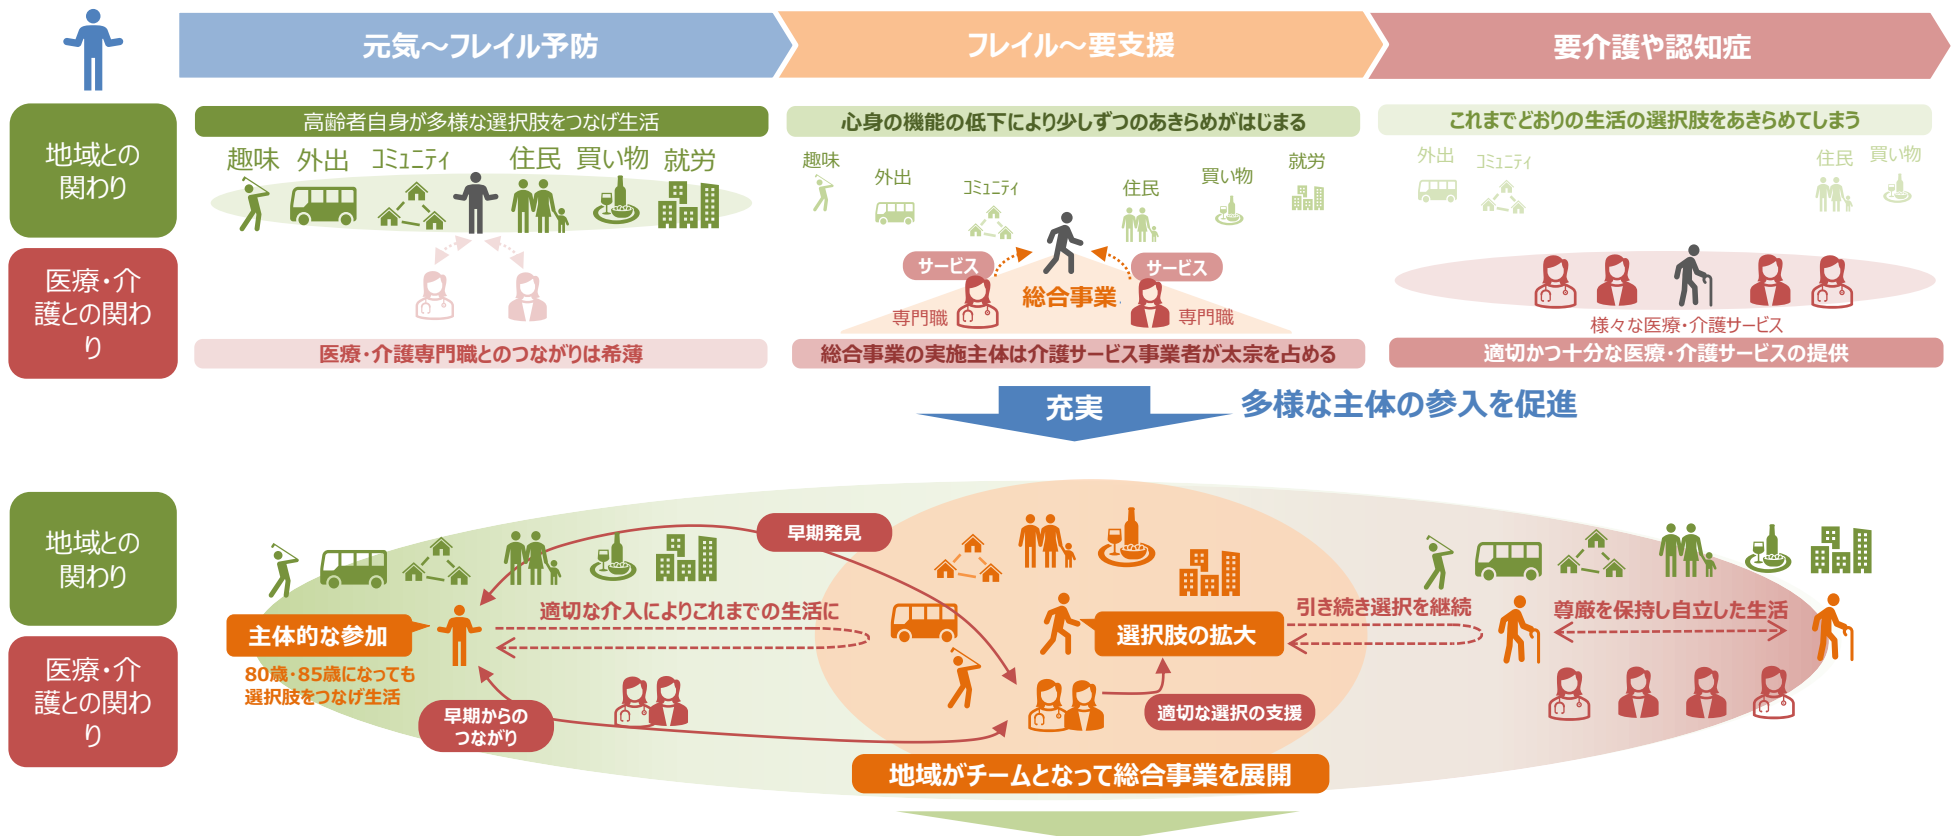 元気～フレイル予防
フレイル～要支援
要介護や認知症
地域との
関わり
高齢者自身が多様な選択肢をつなげ生活
趣味
外出
ｺﾐｭﾆﾃｨ
住民
買い物
就労
心身の機能の低下により少しずつのあきらめがはじまる
趣味
外出
ｺﾐｭﾆﾃｨ
住民
買い物
就労
これまでどおりの生活の選択肢をあきらめてしまう
外出
ｺﾐｭﾆﾃｨ
住民
買い物
医療・介
護との関わ
り
医療・介護専門職とのつながりは希薄
サービス
サービス
総合事業
専門職
専門職
総合事業の実施主体は介護サービス事業者が太宗を占める
様々な医療・介護サービス
適切かつ十分な医療・介護サービスの提供
充実
多様な主体の参入を促進
地域との
関わり
医療・介
護との関わ
り
早期発見
適切な介入によりこれまでの生活に
主体的な参加
80歳・85歳になっても
選択肢をつなげ生活
早期からの
つながり
選択肢の拡大
適切な選択の支援
引き続き選択を継続
尊厳を保持し自立した生活
地域がチームとなって総合事業を展開